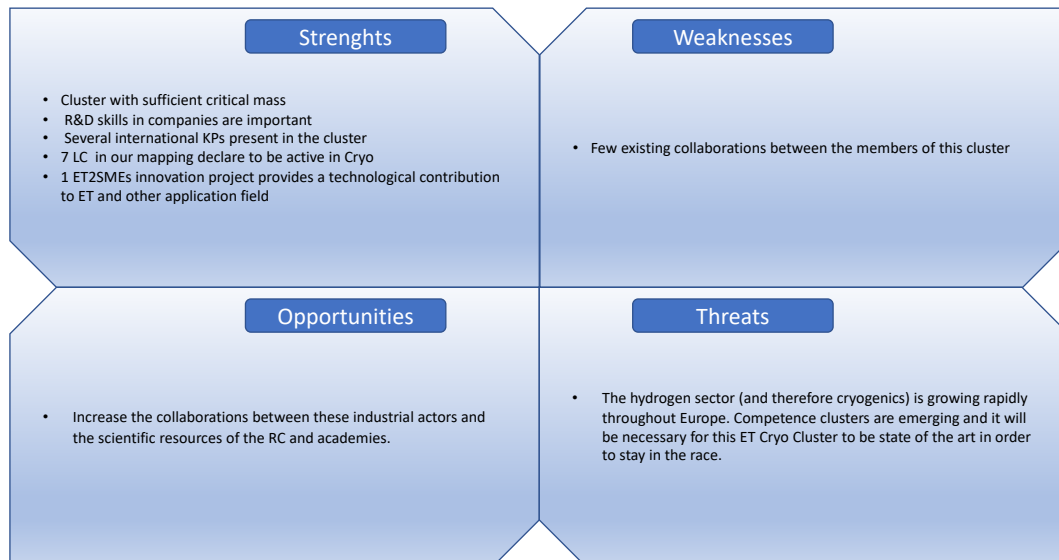 Strenghts
• Cluster with sufficient critical mass
• R&D skills in companies are important
• Several international KPs present in the cluster
• 7 LC in our mapping declare to be active in Cryo
• 1 ET2SMEs innovation project provides a technological contribution
to ET and other application field
Weaknesses
• Few existing collaborations between the members of this cluster
Opportunities
• Increase the collaborations between these industrial actors and
the scientific resources of the RC and academies.
Threats
• The hydrogen sector (and therefore cryogenics) is growing rapidly
throughout Europe. Competence clusters are emerging and it will
be necessary for this ET Cryo Cluster to be state of the art in order
to stay in the race.